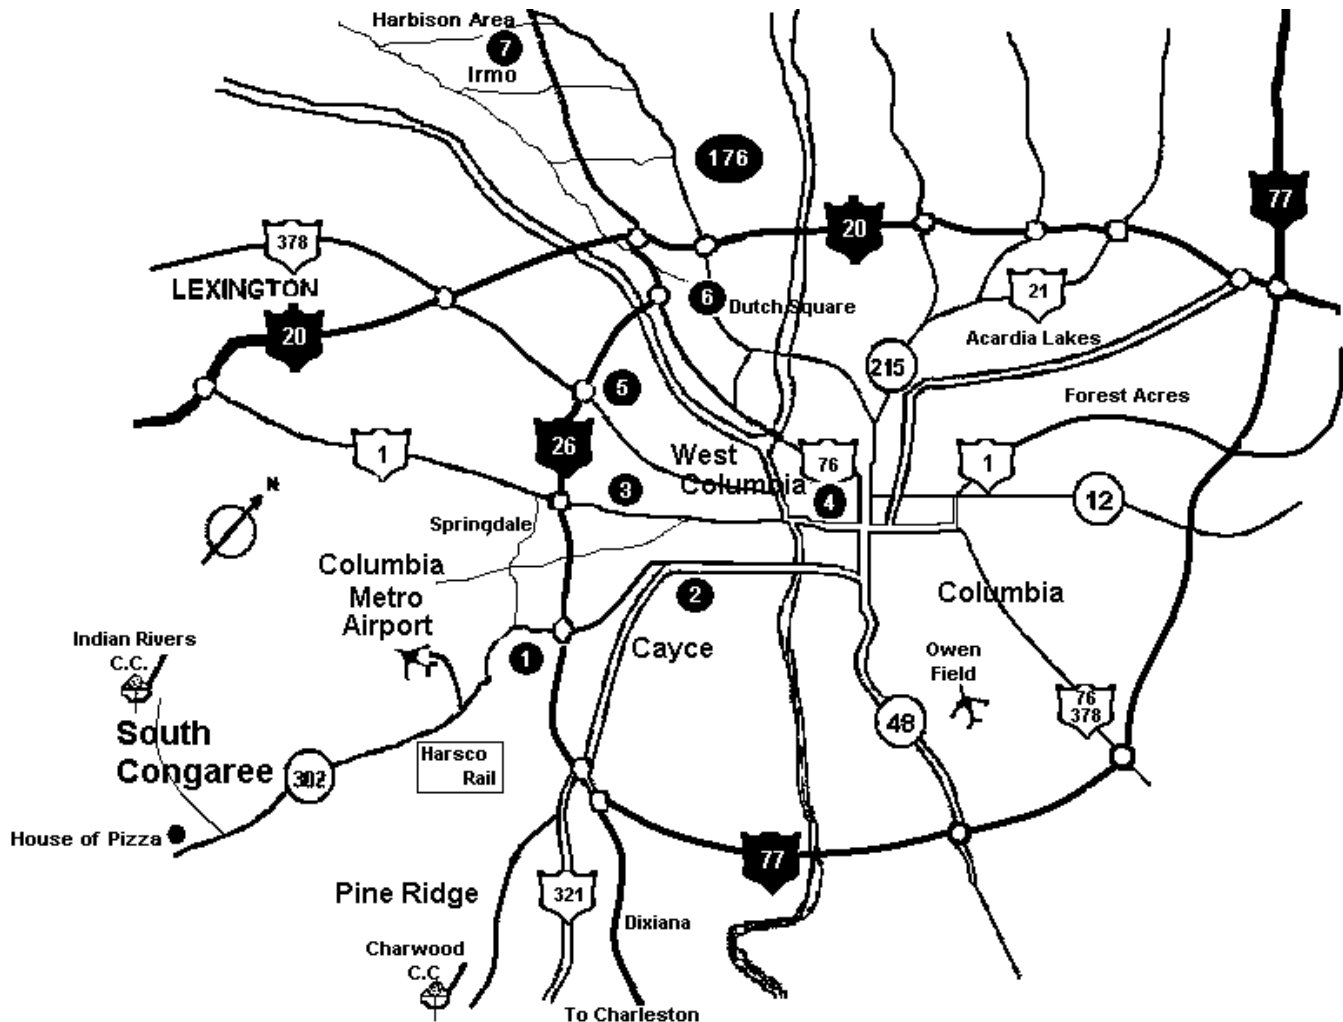 Harbison Area
7
Irmo
176
77
20
378
LEXINGTON
20
6
Dutch Square
21
Acardia Lakes
215
5
Forest Acres
26
1
West
Columbia
76
1
N
3
4
12
Springdale
Columbia
Metro
Airport
2
Columbia
Indian Rivers
C.C.
1
Cayce
Owen
Field
76
378
48
South
Congaree
302
Harsco
Rail
House of Pizza
77
Pine Ridge
321
Dixiana
Charwood
C.C
To Charleston